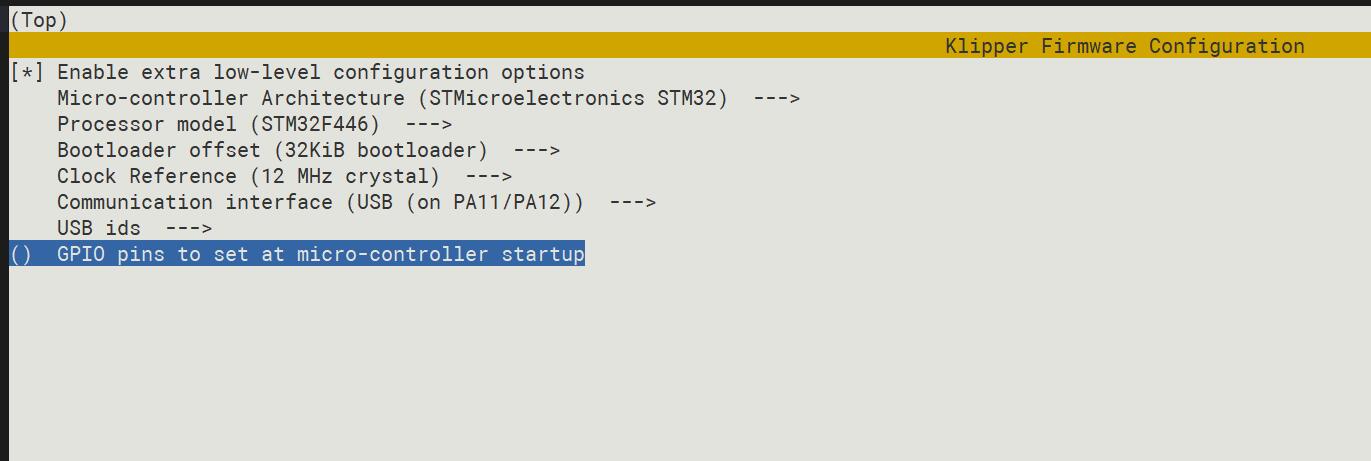 (Top)
Klipper Firmware Configuration
[*] Enable extra low-level configuration options
Micro-controller Architecture (STMicroelectronics STM32)  --->
Processor model (STM32F446)  --->
Bootloader offset (32KiB bootloader)  --->
Clock Reference (12 MHz crystal)  --->
Communication interface (USB (on PA11/PA12))  --->
USB ids  --->
()  GPIO pins to set at micro-controller startup